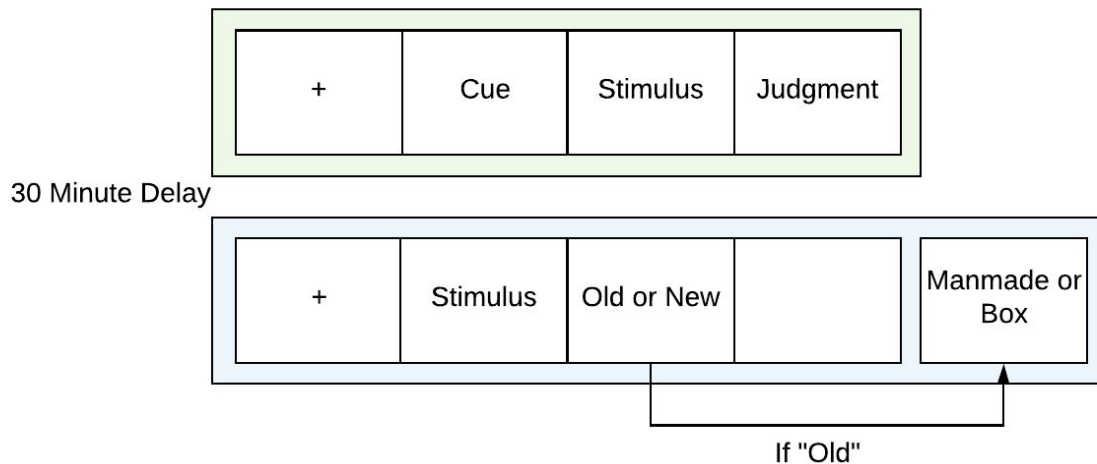 +
Cue
Stimulus
Judgment
30 Minute Delay
+
Stimulus
Old or New
Manmade or
Box
If "Old"